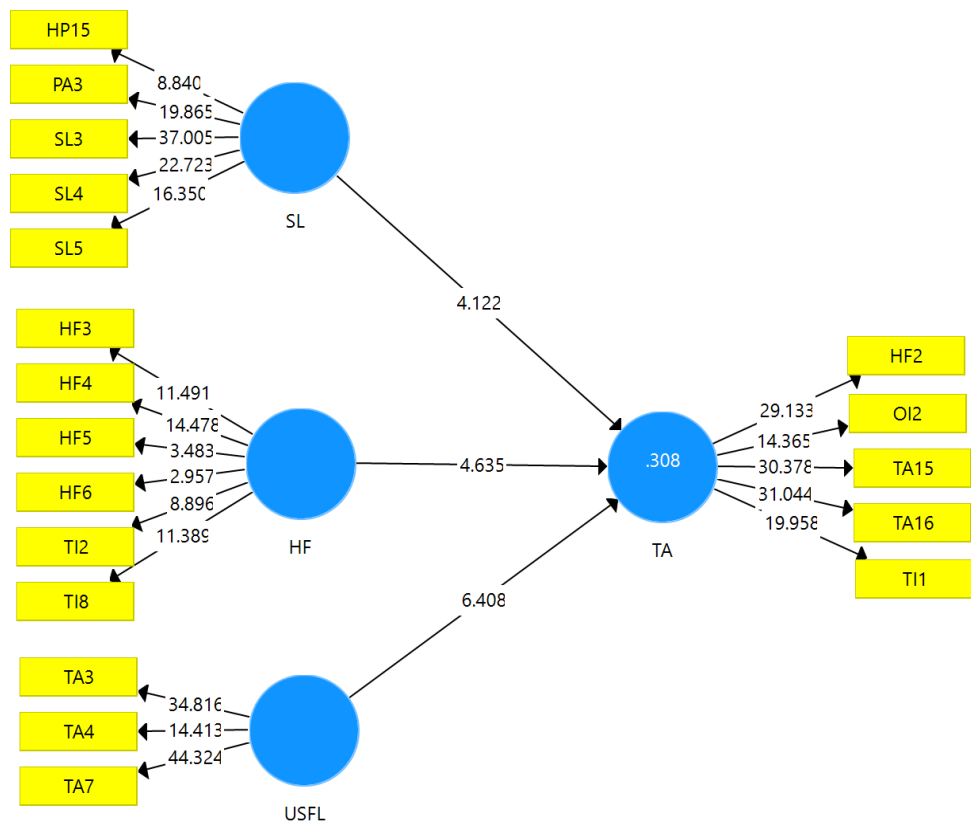 HP15
PA3
SL3
SL4
SL5
8.840
19.865
37.005
22.723
16.350
SL
4.122
HF3
HF4
HF5
HF6
TI2
TI8
11.491
14.478
3.483
2.957
8.896
11.389
HF
4.635
TA3
TA4
TA7
34.816
14.413
44.324
USFL
6.408
.308
TA
29.133
14.365
30.378
31.044
19.958
HF2
OI2
TA15
TA16
TI1